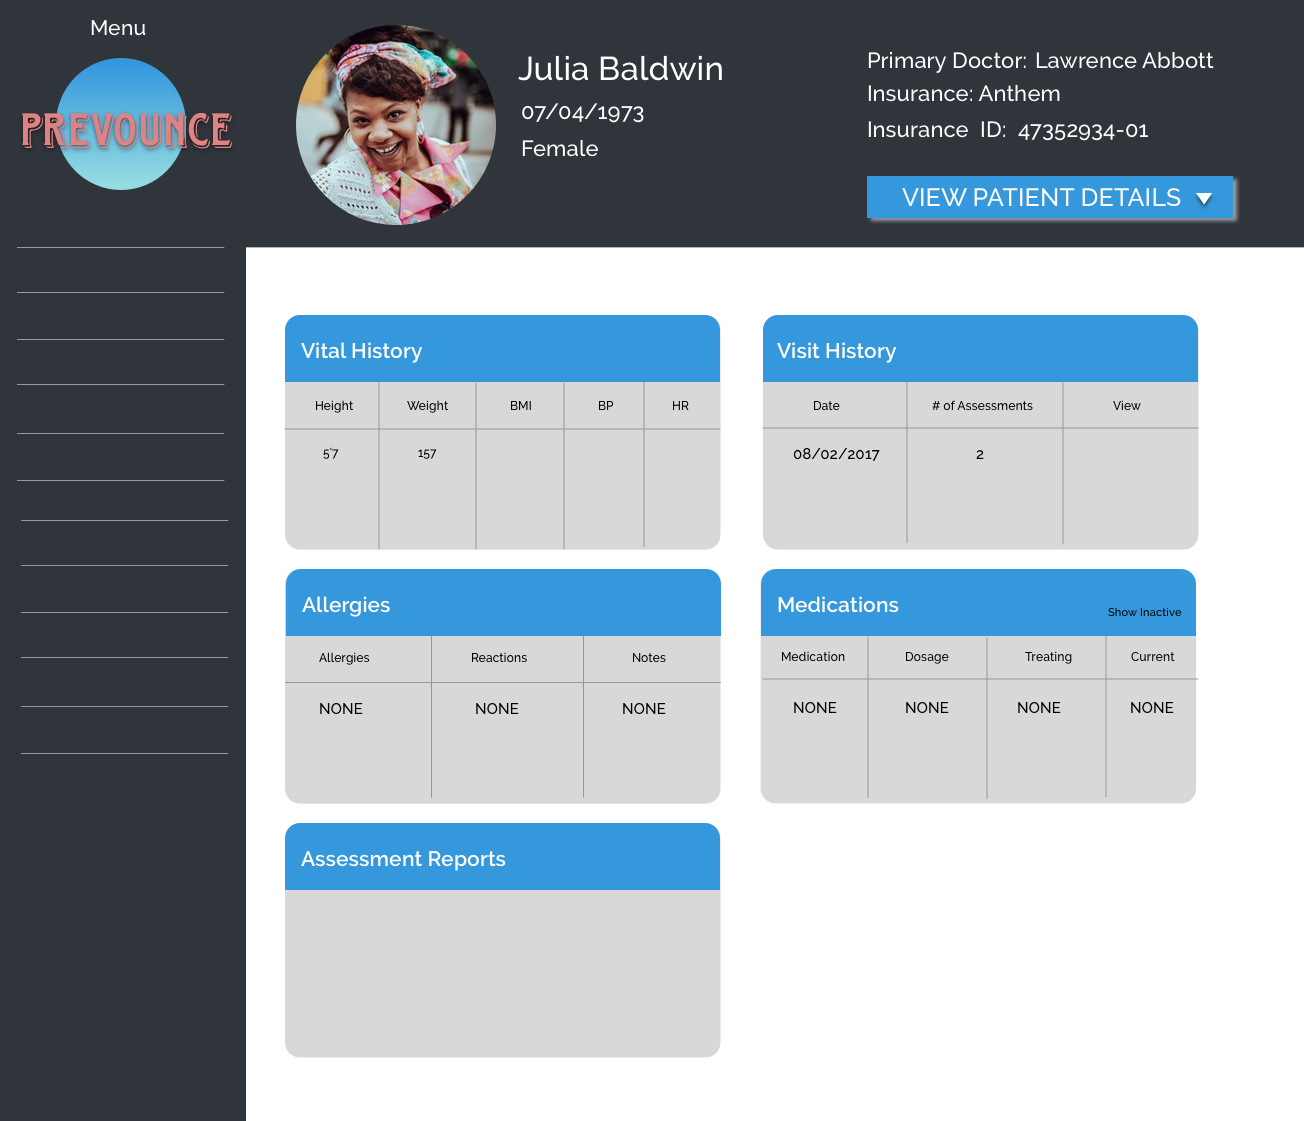 Menu
PREVOUNCE
Julia Baldwin
07/04/1973
Female
Primary Doctor: Lawrence Abbott
Insurance: Anthem
Insurance ID: 47352934-01
VIEW PATIENT DETAILS
Vital History
Height Weight BMI BP HR
5'7 157
Visit History
Date # of Assessments View
08/02/2017 2
Allergies
Allergies Reactions Notes
NONE NONE NONE
Medications
Show Inactive
Medication Dosage Treating Current
NONE NONE NONE NONE
Assessment Reports